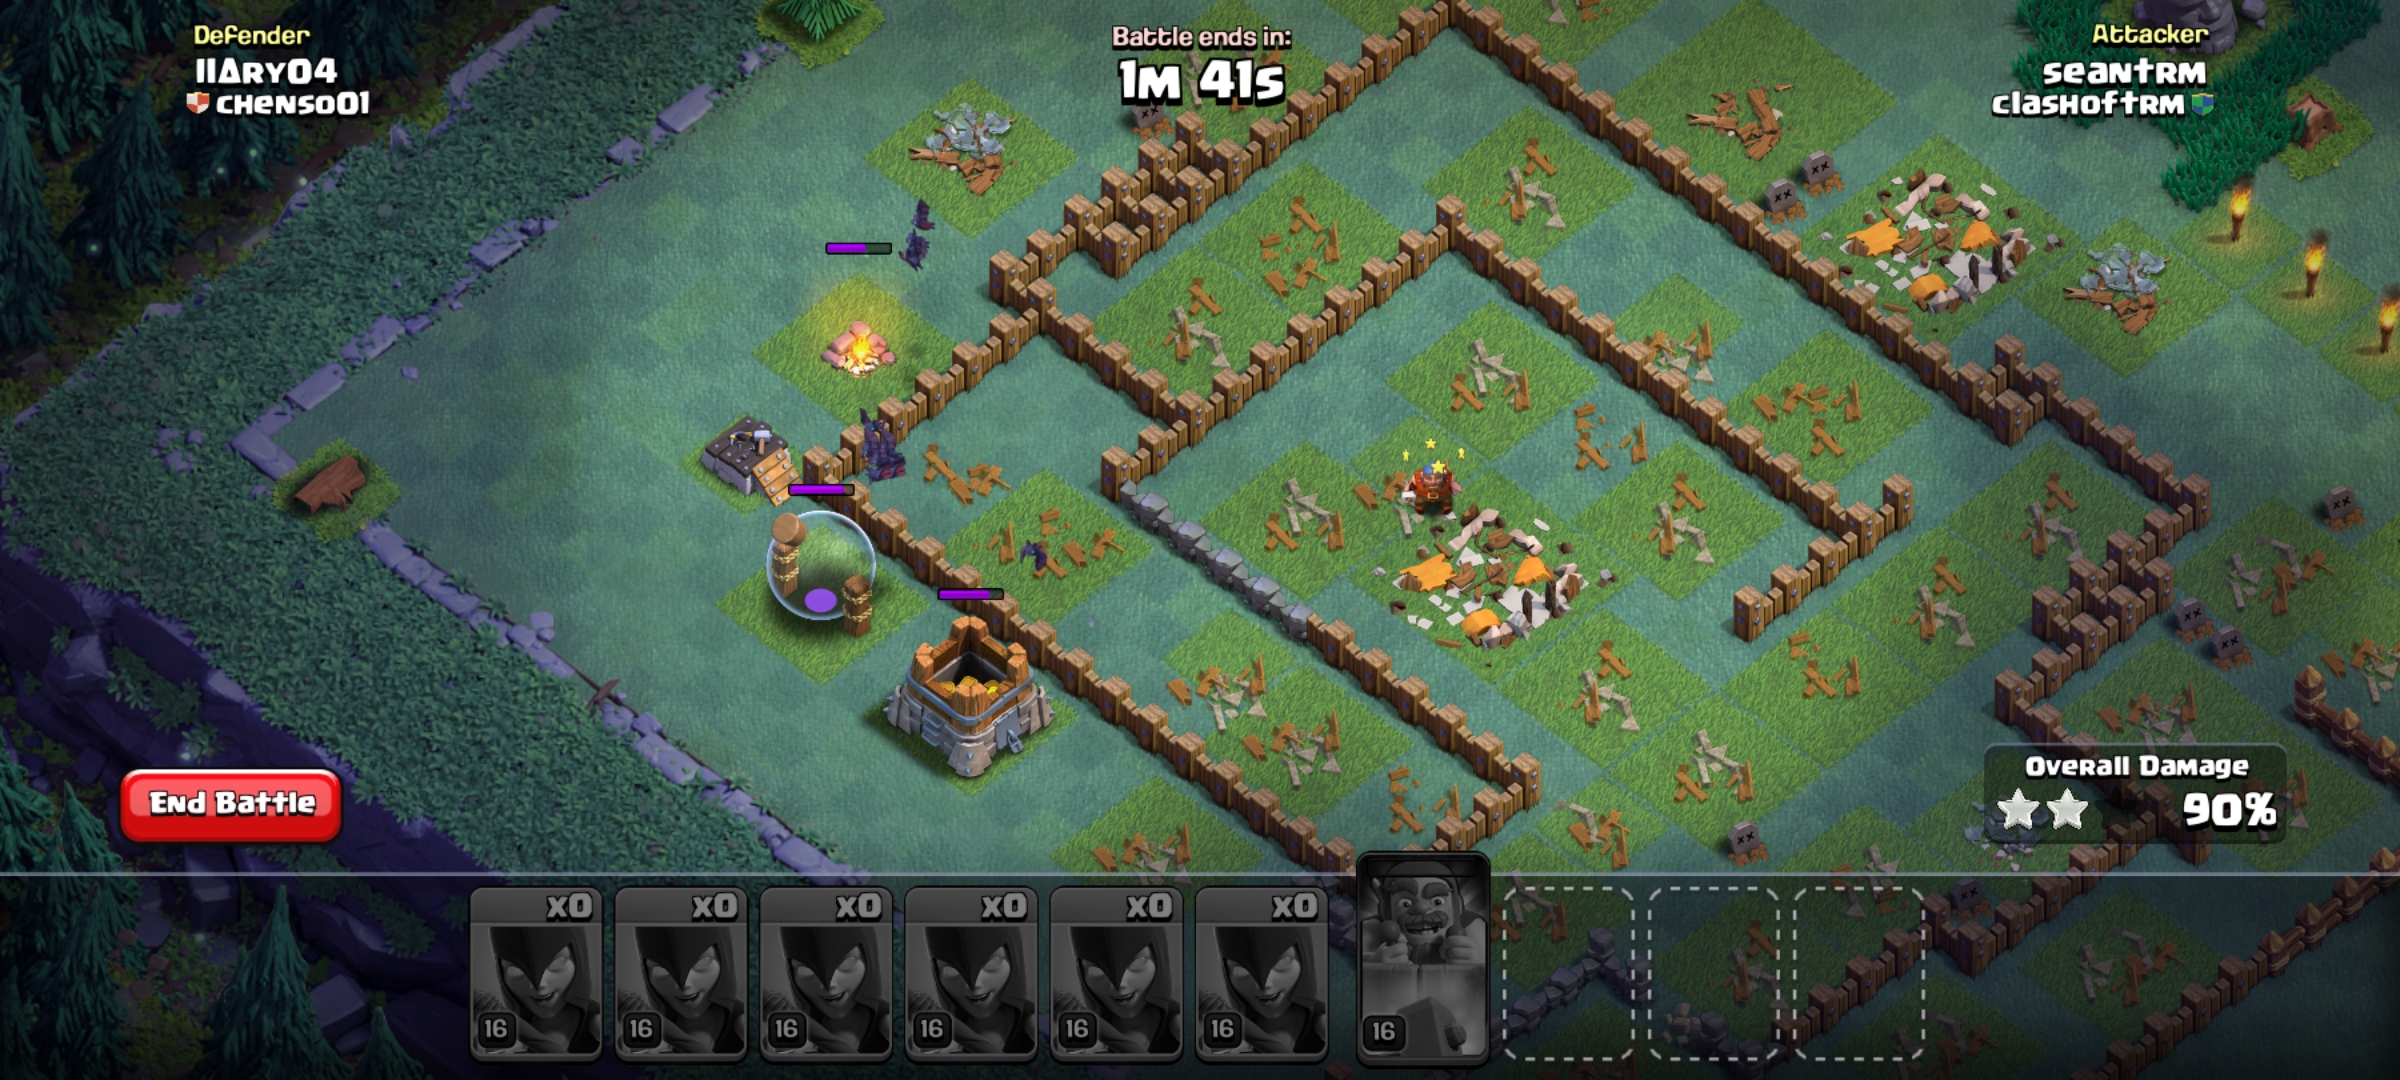 Defender
IIΔRY04
chenso01
Battle ends in:
1M 41s
Attacker
seantRM
clashoftRM
End Battle
Overall Damage
90%
x0
x0
x0
x0
x0
x0
16
16
16
16
16
16
16